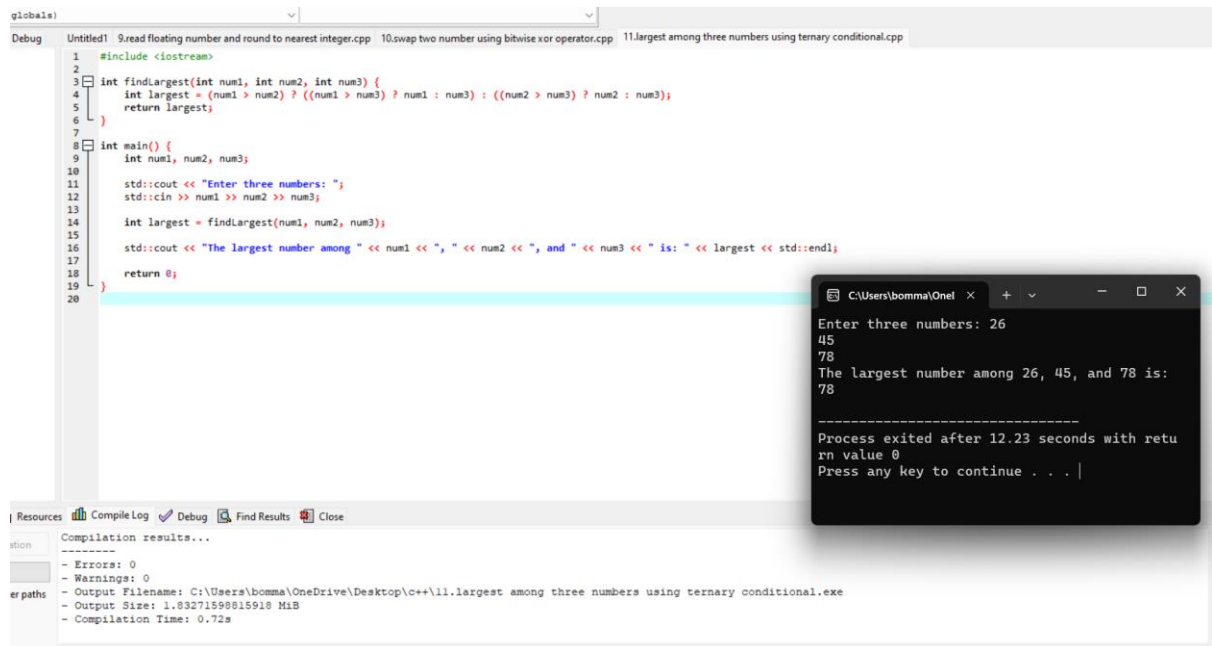 globals)
Debug Untitled1 9.read floating number and round to nearest integer.cpp 10.swap two number using bitwise xor operator.cpp 11.largest among three numbers using ternary conditional.cpp
1 #include <iostream>
2
3 int findLargest(int num1, int num2, int num3) {
4 int largest = (num1 > num2) ? ((num1 > num3) ? num1 : num3) : ((num2 > num3) ? num2 : num3);
5 return largest;
6 }
7
8 int main() {
9 int num1, num2, num3;
10
11 std::cout << "Enter three numbers: ";
12 std::cin >> num1 >> num2 >> num3;
13
14 int largest = findLargest(num1, num2, num3);
15
16 std::cout << "The largest number among " << num1 << ", " << num2 << ", and " << num3 << " is: " << largest << std::endl;
17
18 return 0;
19 }
20
C:\Users\bomma\OneI
Enter three numbers: 26
45
78
The largest number among 26, 45, and 78 is:
78
--------------------------------
Process exited after 12.23 seconds with retu
rn value 0
Press any key to continue . . .
Resources Compile Log Debug Find Results Close
ation
er paths
Compilation results...
--------
- Errors: 0
- Warnings: 0
- Output Filename: C:\Users\bomma\OneDrive\Desktop\c++\11.largest among three numbers using ternary conditional.exe
- Output Size: 1.83271598815918 MiB
- Compilation Time: 0.72s